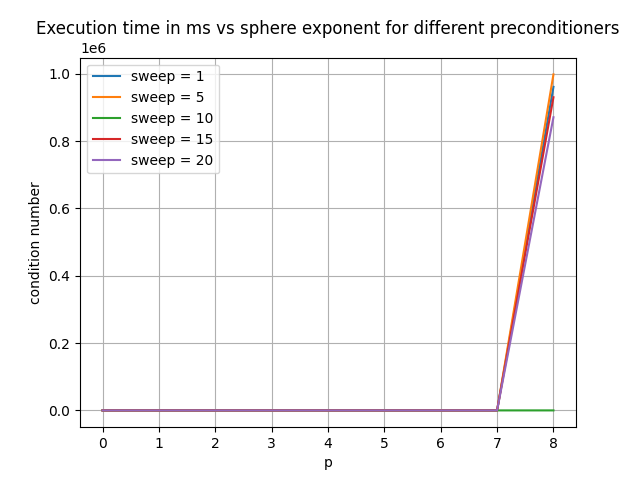 Execution time in ms vs sphere exponent for different preconditioners
1e6
1.0
0.8
0.6
0.4
0.2
0.0
condition number
sweep = 1
sweep = 5
sweep = 10
sweep = 15
sweep = 20
0 1 2 3 4 5 6 7 8
p